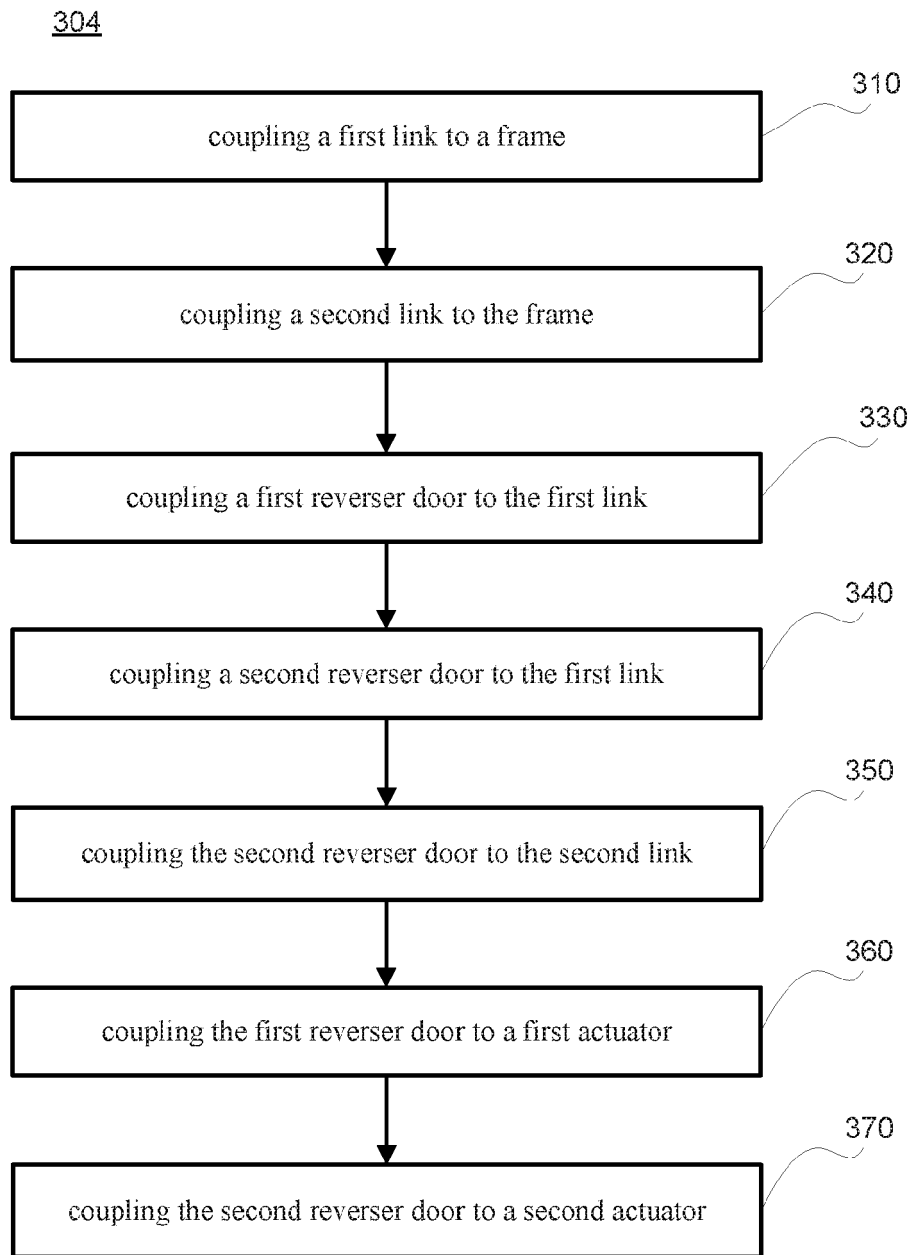 304
310
coupling a first link to a frame
320
coupling a second link to the frame
330
coupling a first reverser door to the first link
340
coupling a second reverser door to the first link
350
coupling the second reverser door to the second link
360
coupling the first reverser door to a first actuator
370
coupling the second reverser door to a second actuator